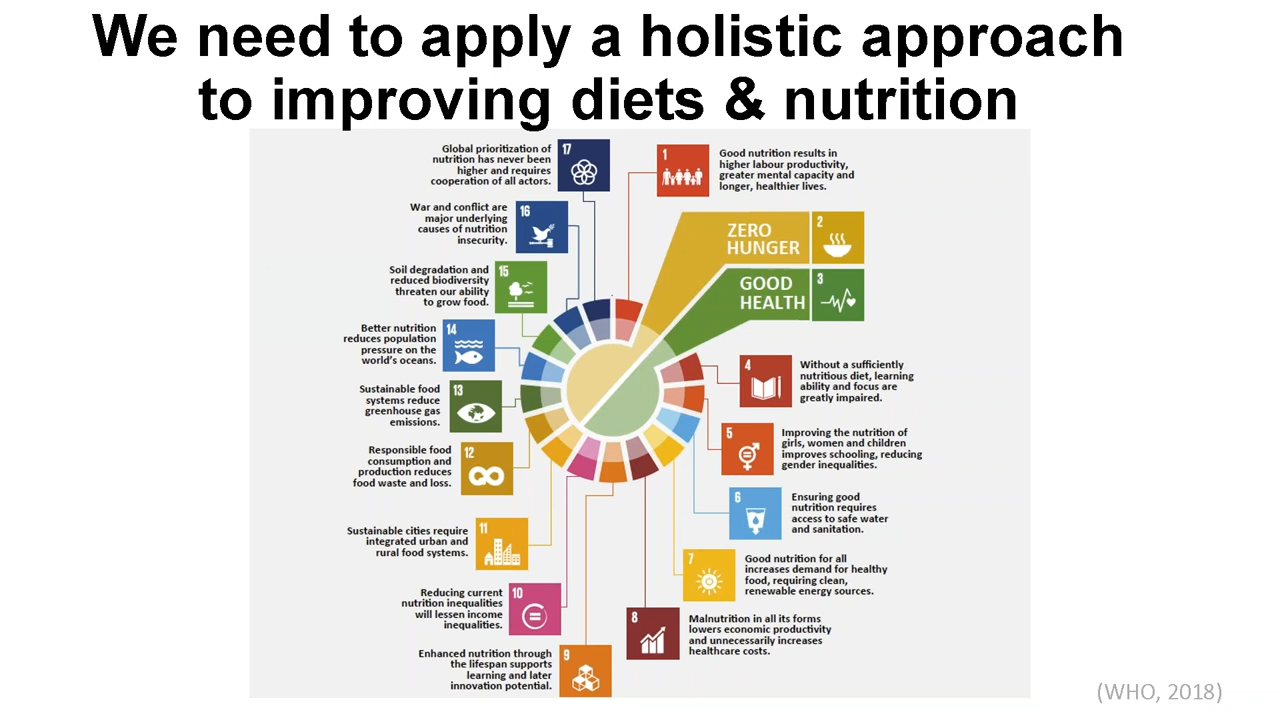 We need to apply a holistic approach
to improving diets & nutrition
17
Global prioritization of
nutrition has never been
higher and requires
cooperation of all actors.
1
Good nutrition results in
higher labour productivity,
greater mental capacity and
longer, healthier lives.
16
War and conflict are
major underlying
causes of nutrition
insecurity.
ZERO
HUNGER
2
GOOD
HEALTH
3
15
Soil degradation and
reduced biodiversity
threaten our ability
to grow food.
14
Better nutrition
reduces population
pressure on the
world's oceans.
4
Without a sufficiently
nutritious diet, learning
ability and focus are
greatly impaired.
13
Sustainable food
systems reduce
greenhouse gas
emissions.
5
Improving the nutrition of
girls, women and children
improves schooling, reducing
gender inequalities.
12
Responsible food
consumption and
production reduces
food waste and loss.
6
Ensuring good
nutrition requires
access to safe water
and sanitation.
11
Sustainable cities require
integrated urban and
rural food systems.
7
Good nutrition for all
increases demand for healthy
food, requiring clean,
renewable energy sources.
10
Reducing current
nutrition inequalities
will lessen income
inequalities.
8
Malnutrition in all its forms
lowers economic productivity
and unnecessarily increases
healthcare costs.
9
Enhanced nutrition through
the lifespan supports
learning and later
innovation potential.
(WHO, 2018)